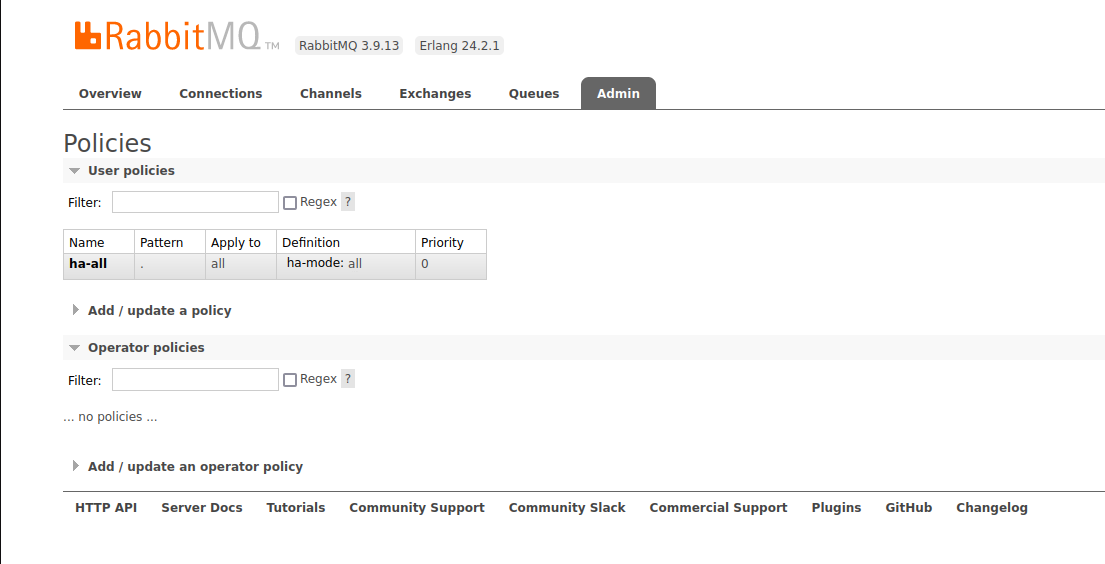 RabbitMQ TM RabbitMQ 3.9.13 Erlang 24.2.1
Overview Connections Channels Exchanges Queues Admin
Policies
User policies
Filter: Regex ?
Name Pattern Apply to Definition Priority
ha-all . all ha-mode: all 0
Add / update a policy
Operator policies
Filter: Regex ?
... no policies ...
Add / update an operator policy
HTTP API Server Docs Tutorials Community Support Community Slack Commercial Support Plugins GitHub Changelog